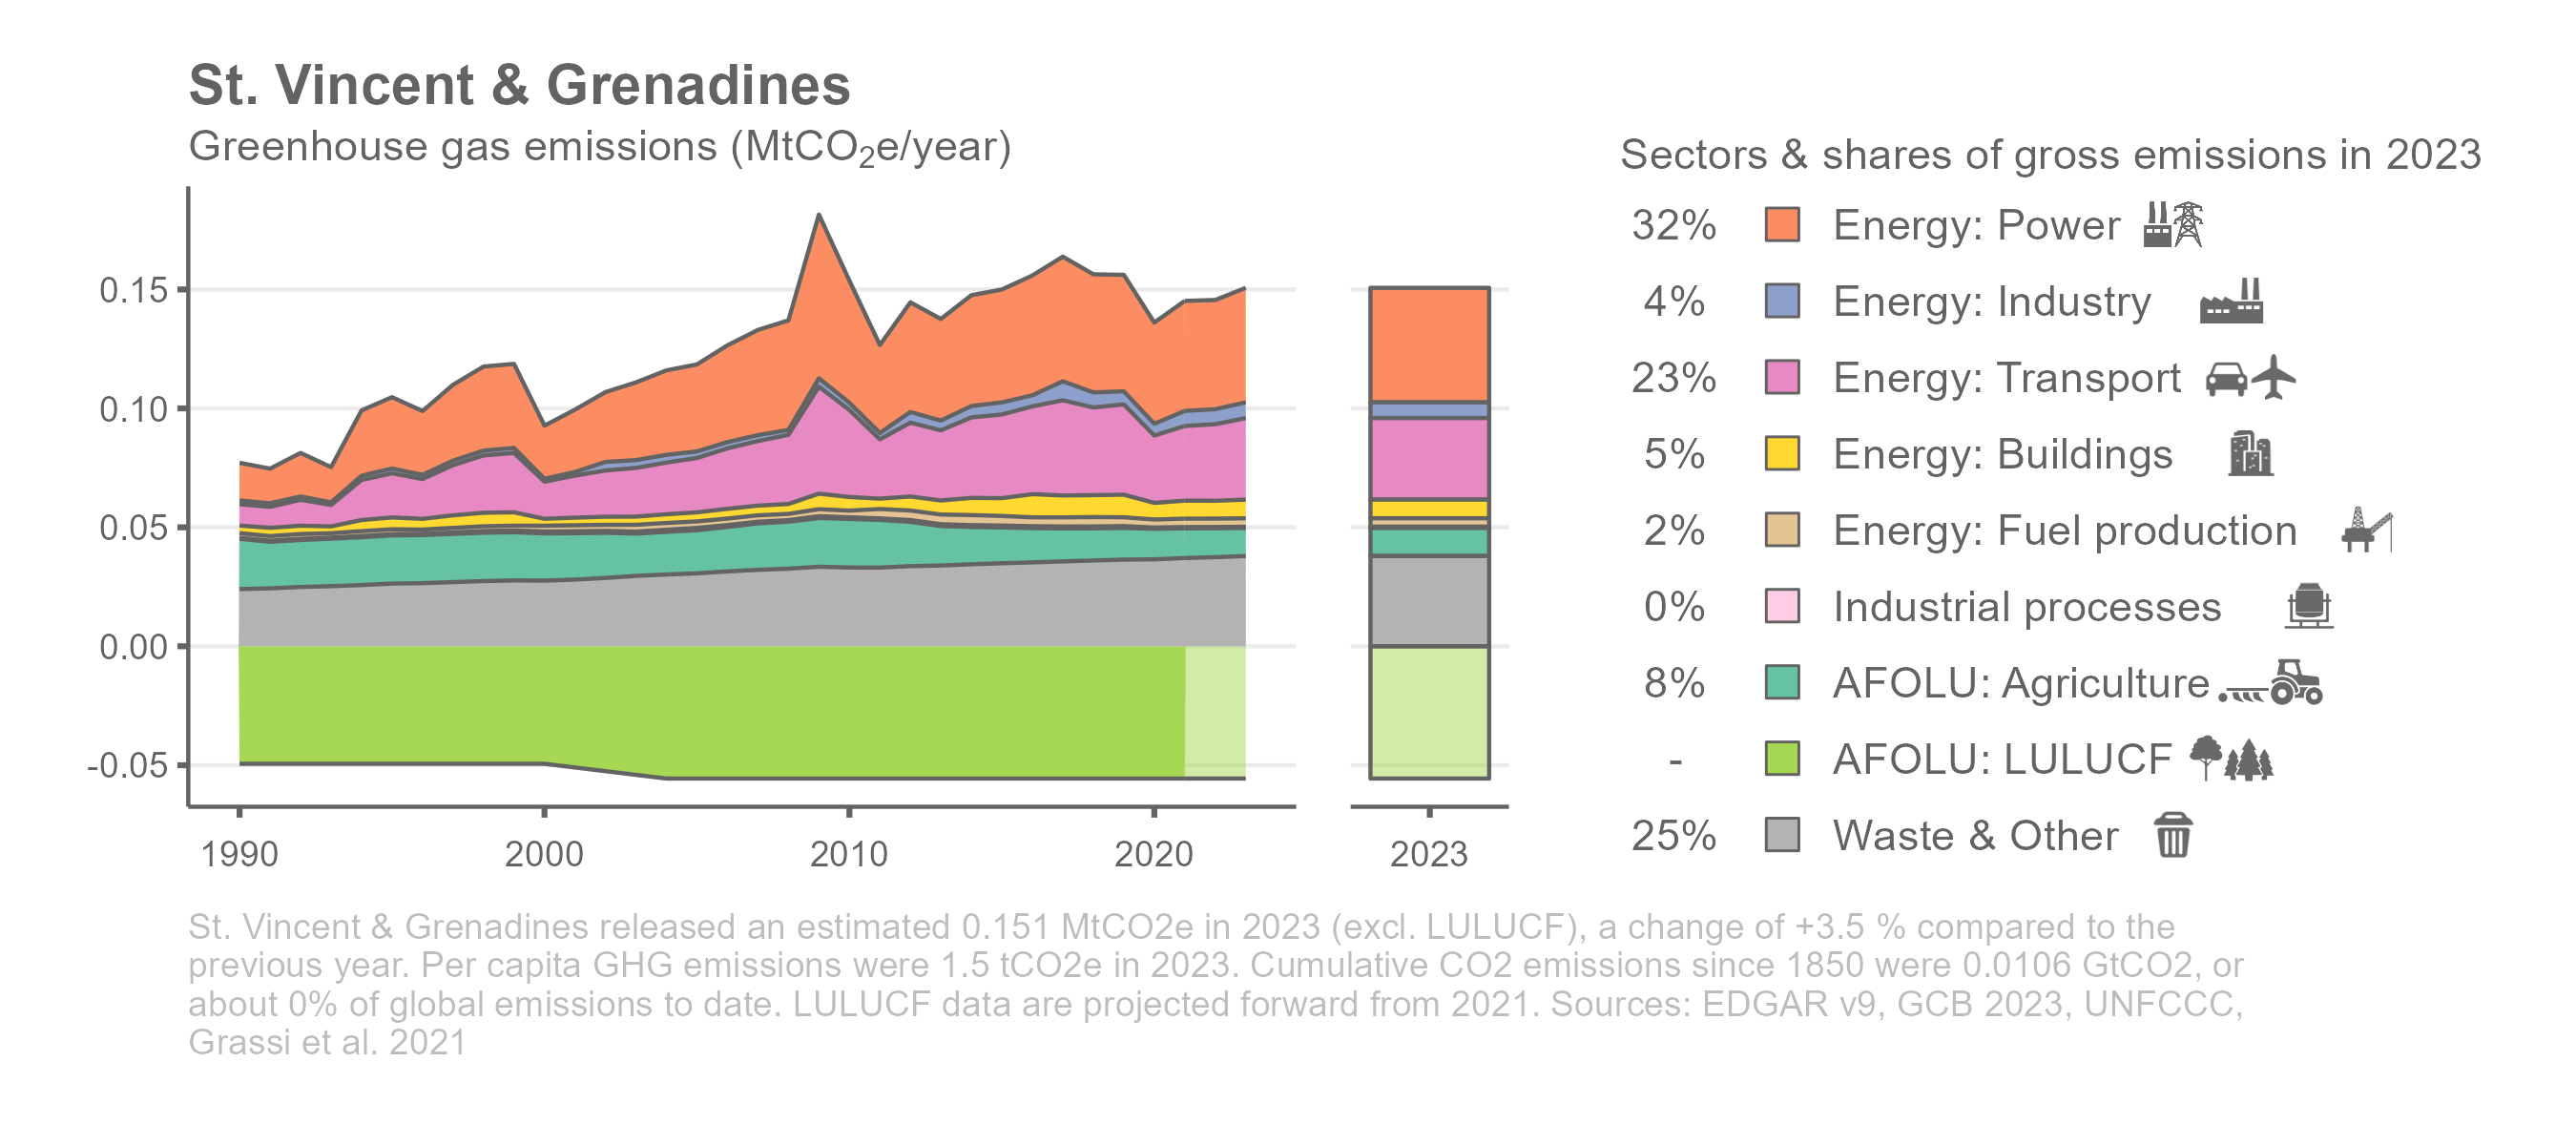 St. Vincent & Grenadines
Greenhouse gas emissions (MtCO₂e/year)
0.15
0.10
0.05
0.00
-0.05
1990 2000 2010 2020 2023
Sectors & shares of gross emissions in 2023
32% Energy: Power
4% Energy: Industry
23% Energy: Transport
5% Energy: Buildings
2% Energy: Fuel production
0% Industrial processes
8% AFOLU: Agriculture
- AFOLU: LULUCF
25% Waste & Other
St. Vincent & Grenadines released an estimated 0.151 MtCO2e in 2023 (excl. LULUCF), a change of +3.5 % compared to the
previous year. Per capita GHG emissions were 1.5 tCO2e in 2023. Cumulative CO2 emissions since 1850 were 0.0106 GtCO2, or
about 0% of global emissions to date. LULUCF data are projected forward from 2021. Sources: EDGAR v9, GCB 2023, UNFCCC,
Grassi et al. 2021